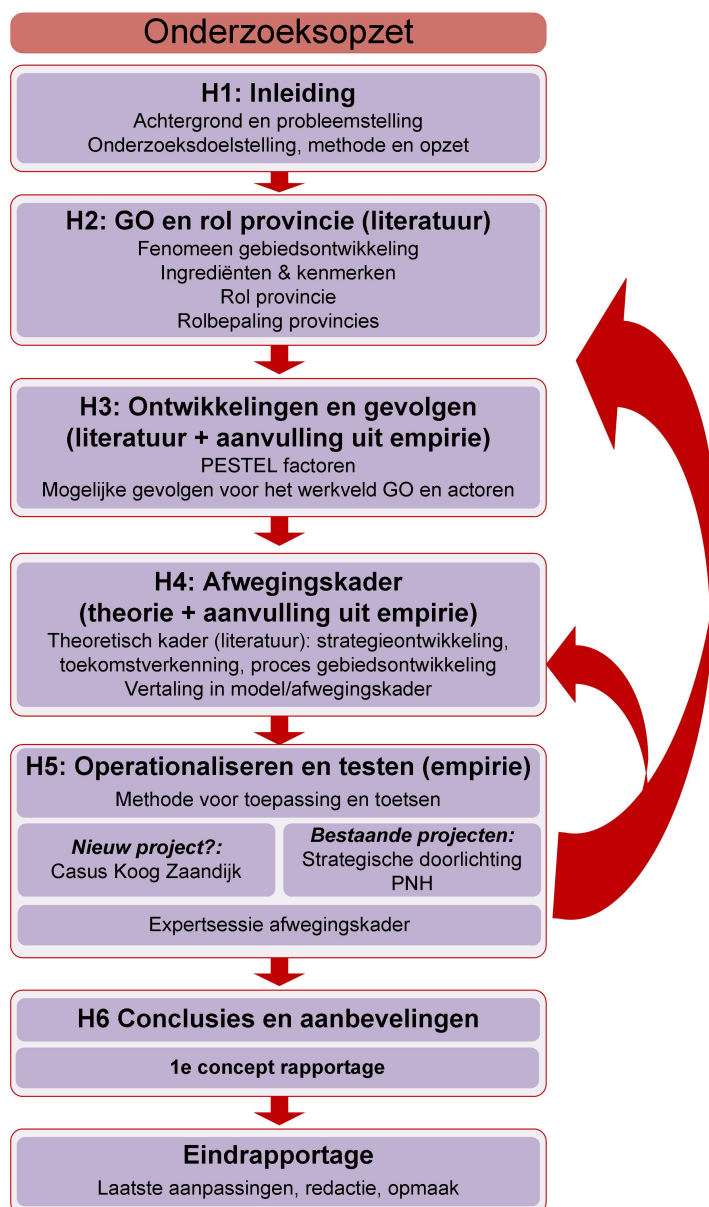 Onderzoeksopzet
H1: Inleiding
Achtergrond en probleemstelling
Onderzoeksdoelstelling, methode en opzet
H2: GO en rol provincie (literatuur)
Fenomeen gebiedsontwikkeling
Ingrediënten & kenmerken
Rol provincie
Rolbepaling provincies
H3: Ontwikkelingen en gevolgen
(literatuur + aanvulling uit empirie)
PESTEL factoren
Mogelijke gevolgen voor het werkveld GO en actoren
H4: Afwegingskader
(theorie + aanvulling uit empirie)
Theoretisch kader (literatuur): strategieontwikkeling,
toekomstverkenning, proces gebiedsontwikkeling
Vertaling in model/afwegingskader
H5: Operationaliseren en testen (empirie)
Methode voor toepassing en toetsen
Nieuw project?:
Casus Koog Zaandijk
Bestaande projecten:
Strategische doorlichting
PNH
Expertsessie afwegingskader
H6 Conclusies en aanbevelingen
1e concept rapportage
Eindrapportage
Laatste aanpassingen, redactie, opmaak